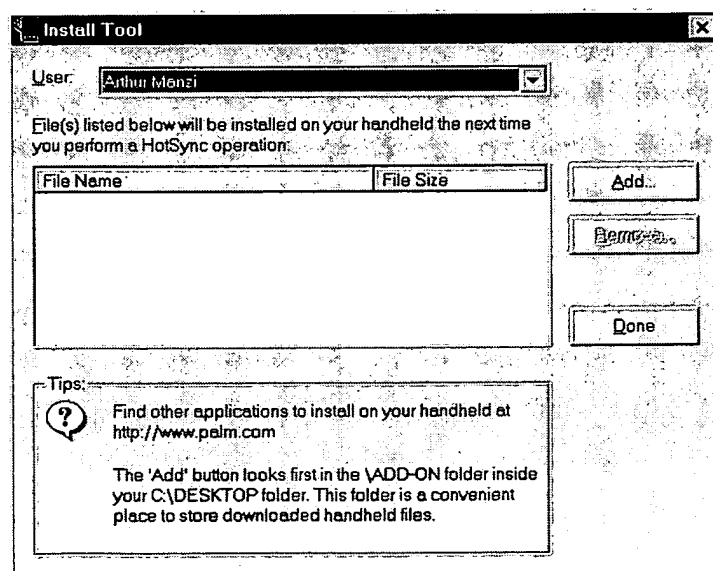 Install Tool
User: Arthur Manzi
File(s) listed below will be installed on your handheld the next time
you perform a HotSync operation:
File Name File Size
Add...
Remove...
Done
Tips:
Find other applications to install on your handheld at
http://www.palm.com
The 'Add' button looks first in the \ADD-ON folder inside
your C:\DESKTOP folder. This folder is a convenient
place to store downloaded handheld files.